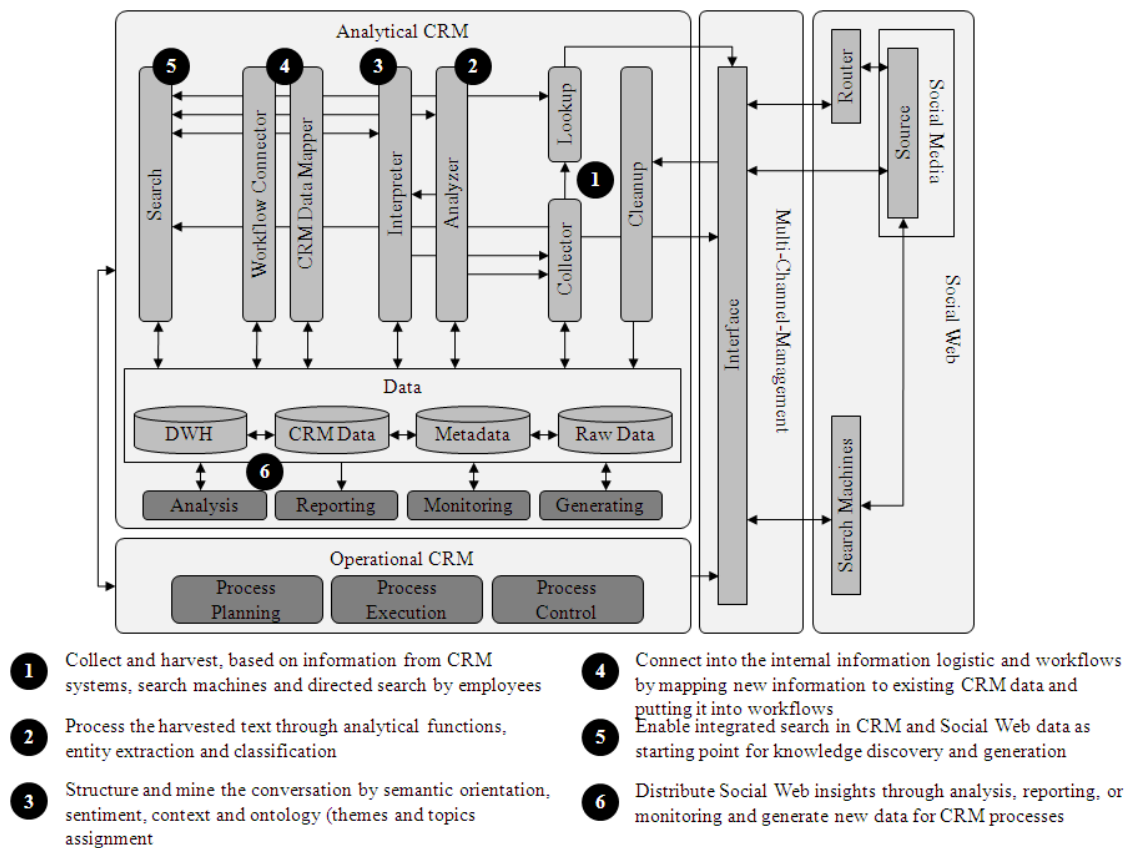 Analytical CRM
5
4
3
2
1
Search
Workflow Connector
CRM Data Mapper
Interpreter
Analyzer
Lookup
Collector
Cleanup
Interface
Multi-Channel-Management
Router
Source
Social Media
Social Web
Search Machines
Data
DWH
CRM Data
Metadata
Raw Data
6
Analysis
Reporting
Monitoring
Generating
Operational CRM
Process
Planning
Process
Execution
Process
Control
1
Collect and harvest, based on information from CRM
systems, search machines and directed search by employees
2
Process the harvested text through analytical functions,
entity extraction and classification
3
Structure and mine the conversation by semantic orientation,
sentiment, context and ontology (themes and topics
assignment
4
Connect into the internal information logistic and workflows
by mapping new information to existing CRM data and
putting it into workflows
5
Enable integrated search in CRM and Social Web data as
starting point for knowledge discovery and generation
6
Distribute Social Web insights through analysis, reporting, or
monitoring and generate new data for CRM processes